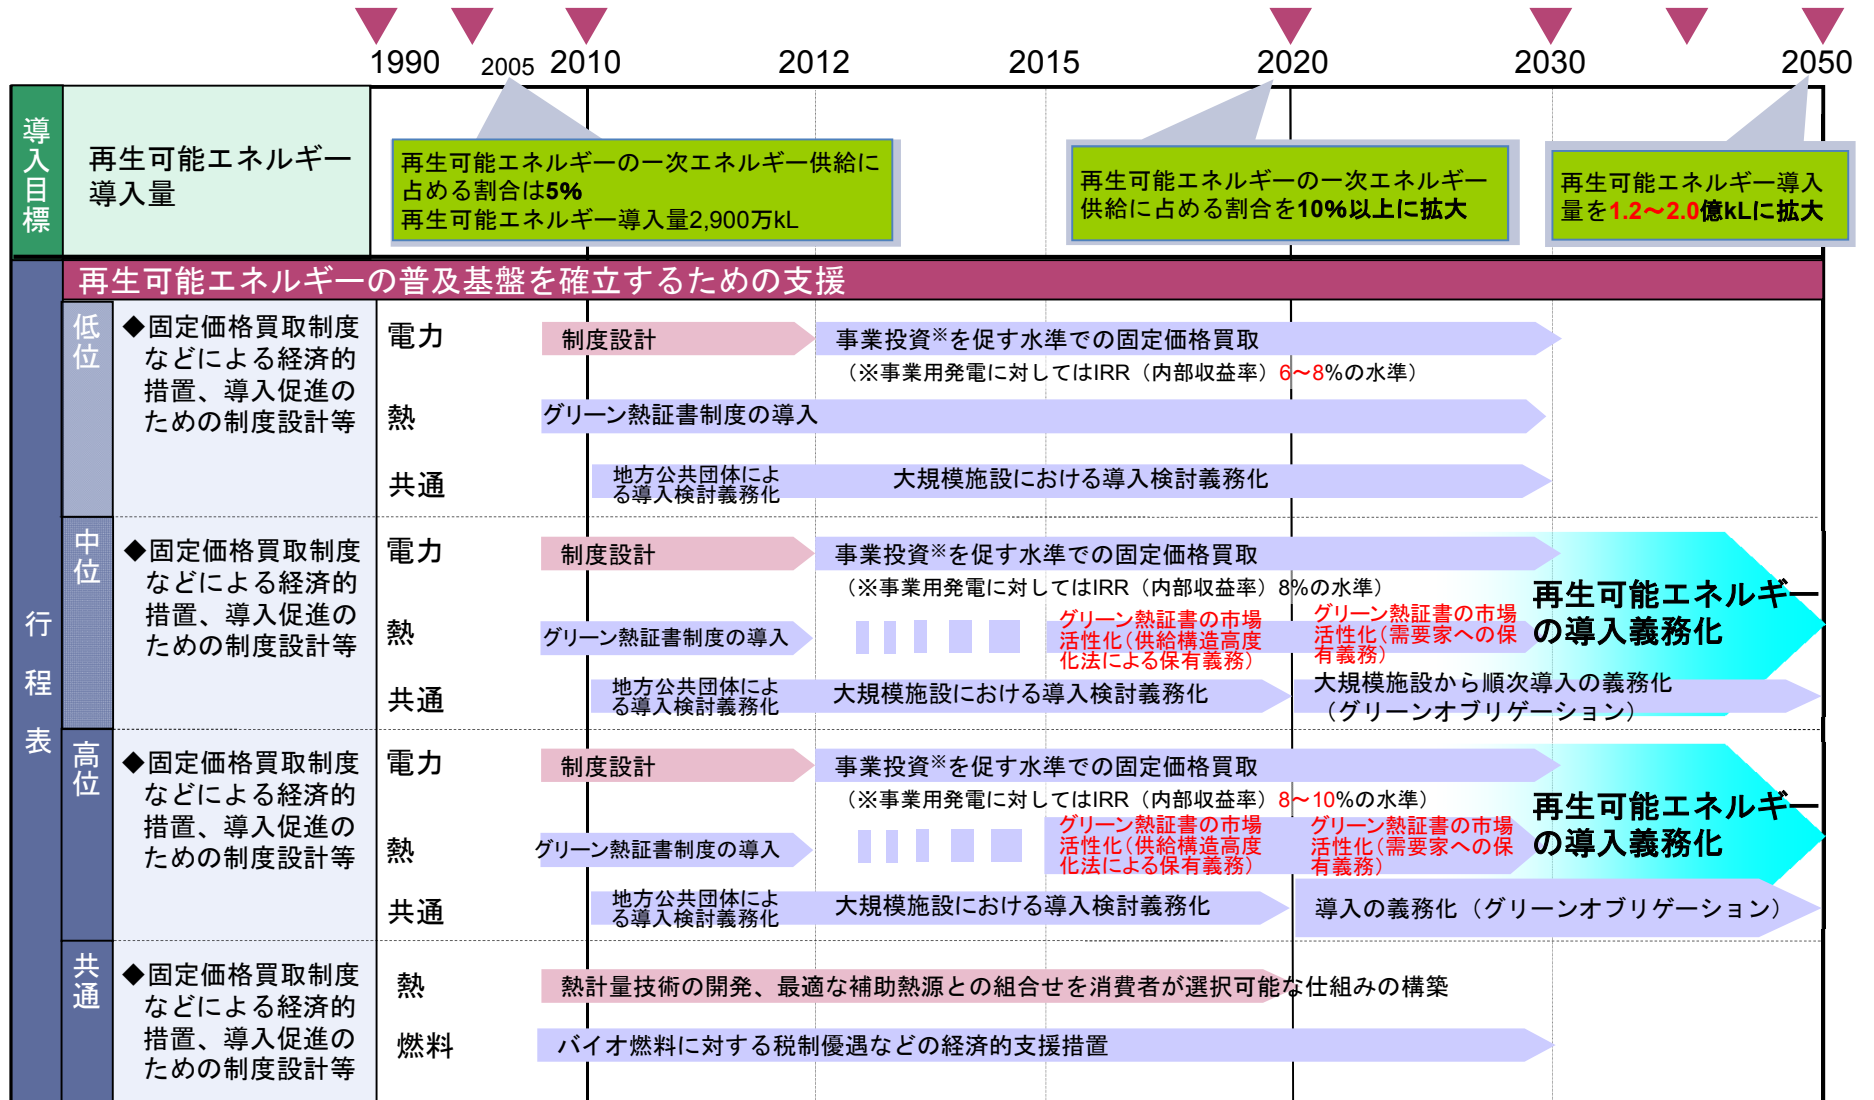 1990 2005 2010 2012 2015 2020 2030 2050
導入目標
再生可能エネルギー
導入量
再生可能エネルギーの一次エネルギー供給に
占める割合は5%
再生可能エネルギー導入量2,900万kL
再生可能エネルギーの一次エネルギー
供給に占める割合を10%以上に拡大
再生可能エネルギー導入
量を1.2～2.0億kLに拡大
行程表
再生可能エネルギーの普及基盤を確立するための支援
低位
◆固定価格買取制度
などによる経済的
措置、導入促進の
ための制度設計等
電力
制度設計
事業投資※を促す水準での固定価格買取
（※事業用発電に対してはIRR（内部収益率）6～8%の水準）
熱
グリーン熱証書制度の導入
共通
地方公共団体によ
る導入検討義務化
大規模施設における導入検討義務化
中位
◆固定価格買取制度
などによる経済的
措置、導入促進の
ための制度設計等
電力
制度設計
事業投資※を促す水準での固定価格買取
（※事業用発電に対してはIRR（内部収益率）8%の水準）
熱
グリーン熱証書制度の導入
グリーン熱証書の市場
活性化（供給構造高度
化法による保有義務）
グリーン熱証書の市場
活性化（需要家への保
有義務）
再生可能エネルギー
の導入義務化
共通
地方公共団体によ
る導入検討義務化
大規模施設における導入検討義務化
大規模施設から順次導入の義務化
（グリーンオブリゲーション）
高位
◆固定価格買取制度
などによる経済的
措置、導入促進の
ための制度設計等
電力
制度設計
事業投資※を促す水準での固定価格買取
（※事業用発電に対してはIRR（内部収益率）8～10%の水準）
熱
グリーン熱証書制度の導入
グリーン熱証書の市場
活性化（供給構造高度
化法による保有義務）
グリーン熱証書の市場
活性化（需要家への保
有義務）
再生可能エネルギー
の導入義務化
共通
地方公共団体によ
る導入検討義務化
大規模施設における導入検討義務化
導入の義務化（グリーンオブリゲーション）
共通
◆固定価格買取制度
などによる経済的
措置、導入促進の
ための制度設計等
熱
熱計量技術の開発、最適な補助熱源との組合せを消費者が選択可能な仕組みの構築
燃料
バイオ燃料に対する税制優遇などの経済的支援措置